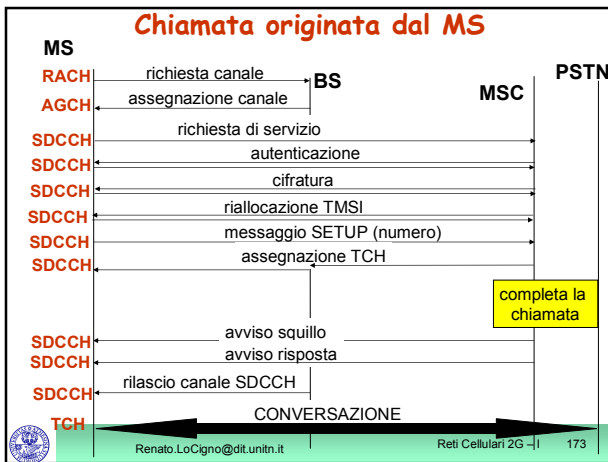 Chiamata originata dal MS
MS
BS
MSC
PSTN
RACH
richiesta canale
AGCH
assegnazione canale
SDCCH
richiesta di servizio
SDCCH
autenticazione
SDCCH
cifratura
SDCCH
riallocazione TMSI
SDCCH
messaggio SETUP (numero)
SDCCH
assegnazione TCH
completa la
chiamata
SDCCH
avviso squillo
SDCCH
avviso risposta
SDCCH
rilascio canale SDCCH
TCH
CONVERSAZIONE
Renato.LoCigno@dit.unitn.it
Reti Cellulari 2G – I
173